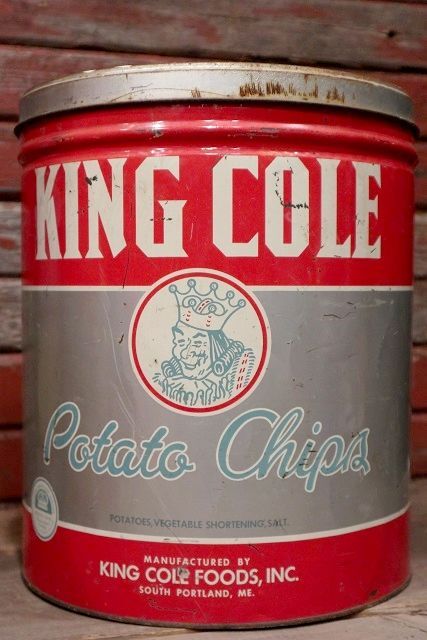 KING COLE
Potato Chips
POTATOES, VEGETABLE SHORTENING, SALT.
MANUFACTURED BY
KING COLE FOODS, INC.
SOUTH PORTLAND, ME.